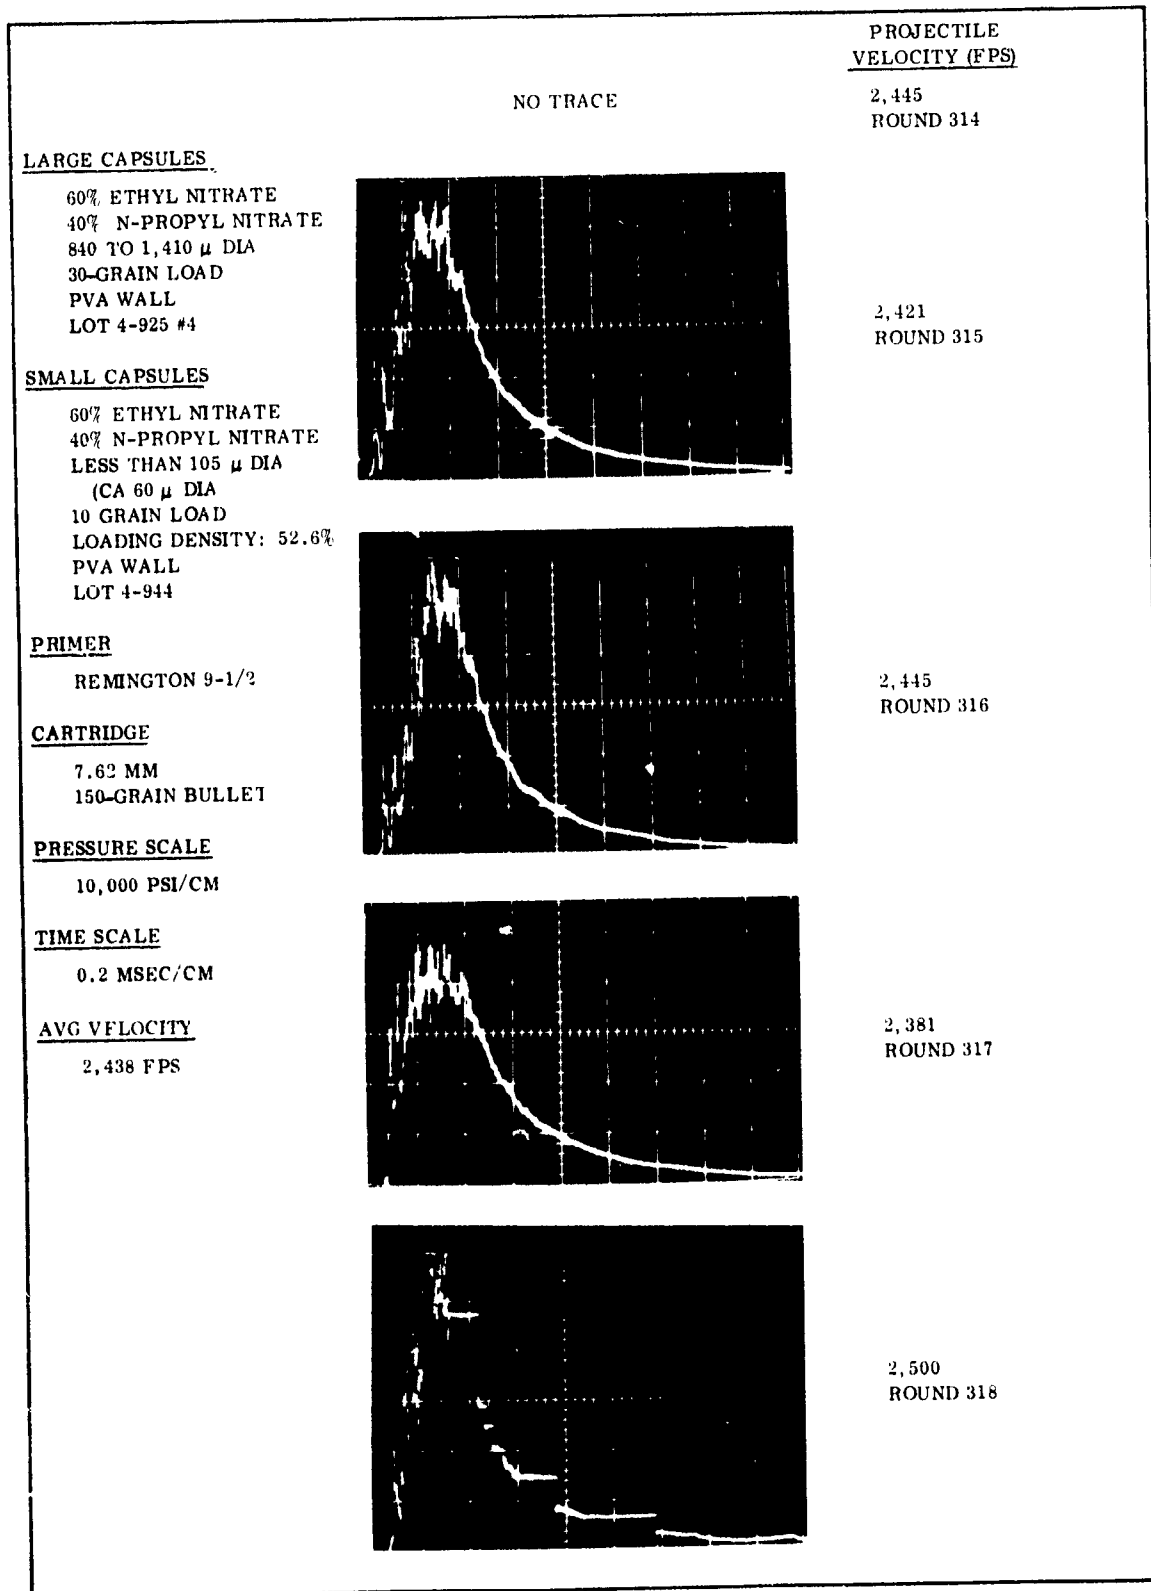 PROJECTILE
VELOCITY (FPS)
NO TRACE
2,445
ROUND 314
LARGE CAPSULES
60% ETHYL NITRATE
40% N-PROPYL NITRATE
840 TO 1,410 μ DIA
30-GRAIN LOAD
PVA WALL
LOT 4-925 #4
2,421
ROUND 315
SMALL CAPSULES
60% ETHYL NITRATE
40% N-PROPYL NITRATE
LESS THAN 105 μ DIA
(CA 60 μ DIA
10 GRAIN LOAD
LOADING DENSITY: 52.6%
PVA WALL
LOT 4-944
PRIMER
REMINGTON 9-1/2
2,445
ROUND 316
CARTRIDGE
7.62 MM
150-GRAIN BULLET
PRESSURE SCALE
10,000 PSI/CM
TIME SCALE
0.2 MSEC/CM
AVG VELOCITY
2,438 FPS
2,381
ROUND 317
2,500
ROUND 318